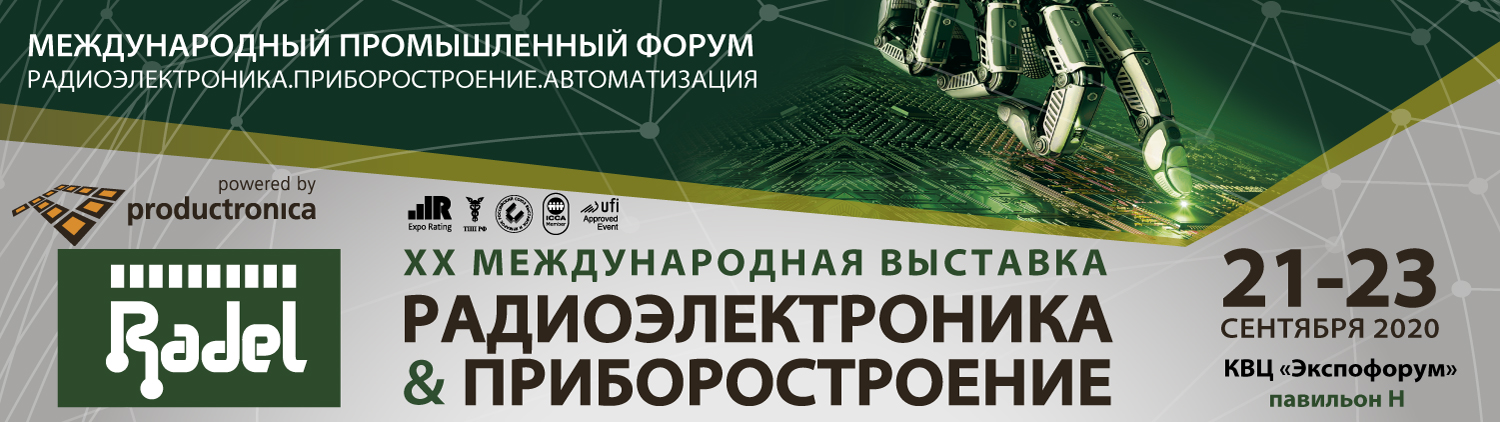 МЕЖДУНАРОДНЫЙ ПРОМЫШЛЕННЫЙ ФОРУМ
РАДИОЭЛЕКТРОНИКА.ПРИБОРОСТРОЕНИЕ.АВТОМАТИЗАЦИЯ
powered by
productronica
Expo Rating
ТПП РФ
ICCA
Member
ufi
Approved
Event
Radel
XX МЕЖДУНАРОДНАЯ ВЫСТАВКА
РАДИОЭЛЕКТРОНИКА
& ПРИБОРОСТРОЕНИЕ
21-23
СЕНТЯБРЯ 2020
КВЦ «Экспофорум»
павильон H